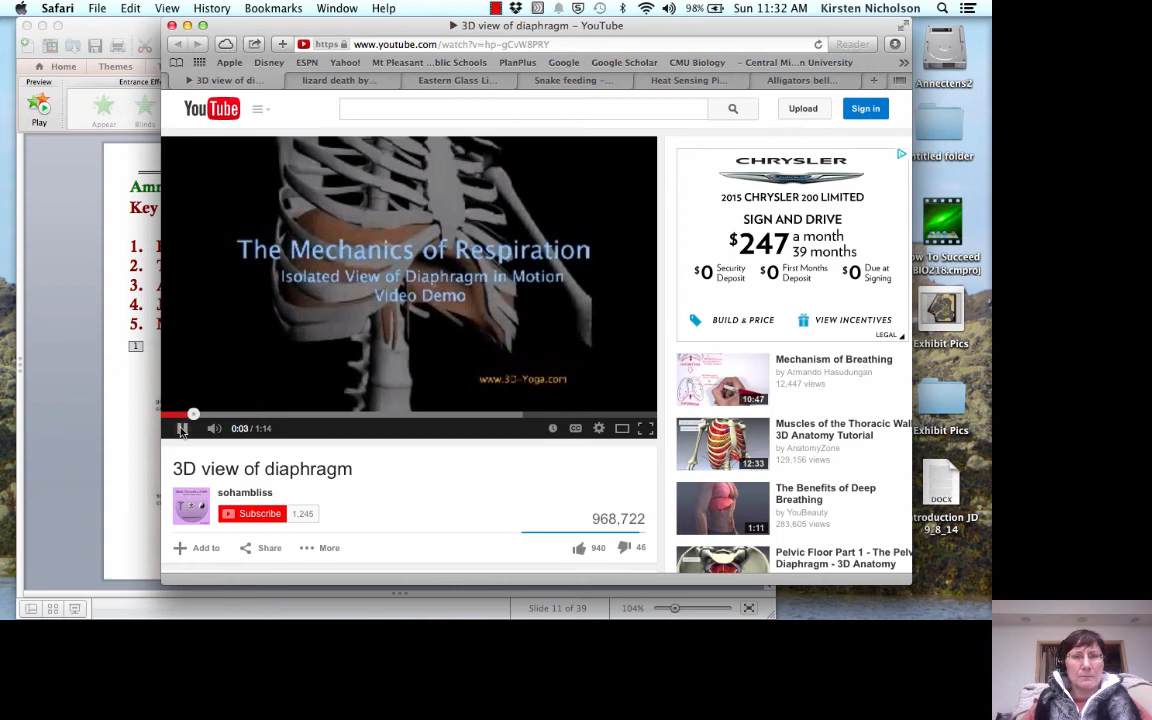 Safari File Edit View History Bookmarks Window Help
98% Sun 11:32 AM Kirsten Nicholson
3D view of diaphragm – YouTube
https www.youtube.com/watch?v=hp-gCvW8PRY
Reader
Apple Disney ESPN Yahoo! Mt Pleasant ...blic Schools PlanPlus Google Google Scholar CMU Biology – Central Mi...n University
3D view of di... lizard death by... Eastern Glass Li... Snake feeding –... Heat Sensing Pi... Alligators bell...
Home Themes
Preview
Entrance Eff
Play
Appear
Blinds
Key
1.
2.
3.
4.
5.
1
YouTube
Upload
Sign in
The Mechanics of Respiration
Isolated View of Diaphragm in Motion
Video Demo
www.3D-Yoga.com
0:03 / 1:14
CC
3D view of diaphragm
sohambliss
Subscribe 1,245
968,722
Add to Share More
940 46
CHRYSLER
2015 CHRYSLER 200 LIMITED
SIGN AND DRIVE
$247 a month
39 months
$0 Security Deposit
$0 First Months Deposit
$0 Due at Signing
BUILD & PRICE VIEW INCENTIVES
LEGAL
Mechanism of Breathing
by Armando Hasudungan
12,447 views
10:47
Muscles of the Thoracic Wal
3D Anatomy Tutorial
by AnatomyZone
129,156 views
12:33
The Benefits of Deep
Breathing
by YouBeauty
283,605 views
1:11
Pelvic Floor Part 1 - The Pelv
Diaphragm - 3D Anatomy
Slide 11 of 39
104%
Annectens2
ntitled folder
ow To Succeed
BIO218.cmproj
Exhibit Pics
Exhibit Pics
DOCX
ntroduction JD
9_8_14